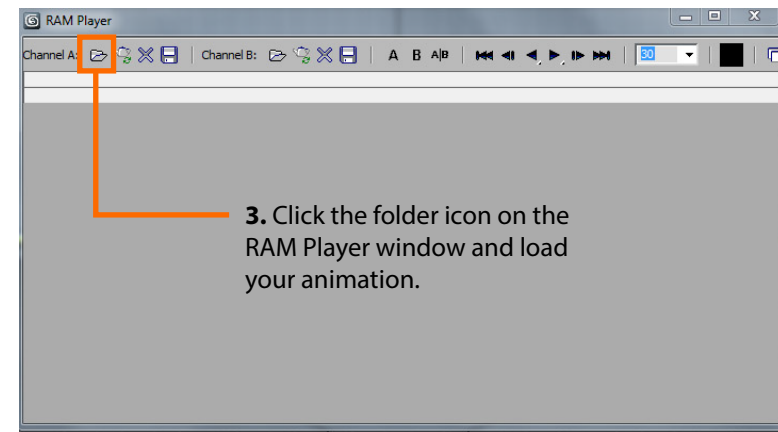 RAM Player
Channel A: Channel B: A B A|B 30
3. Click the folder icon on the
RAM Player window and load
your animation.